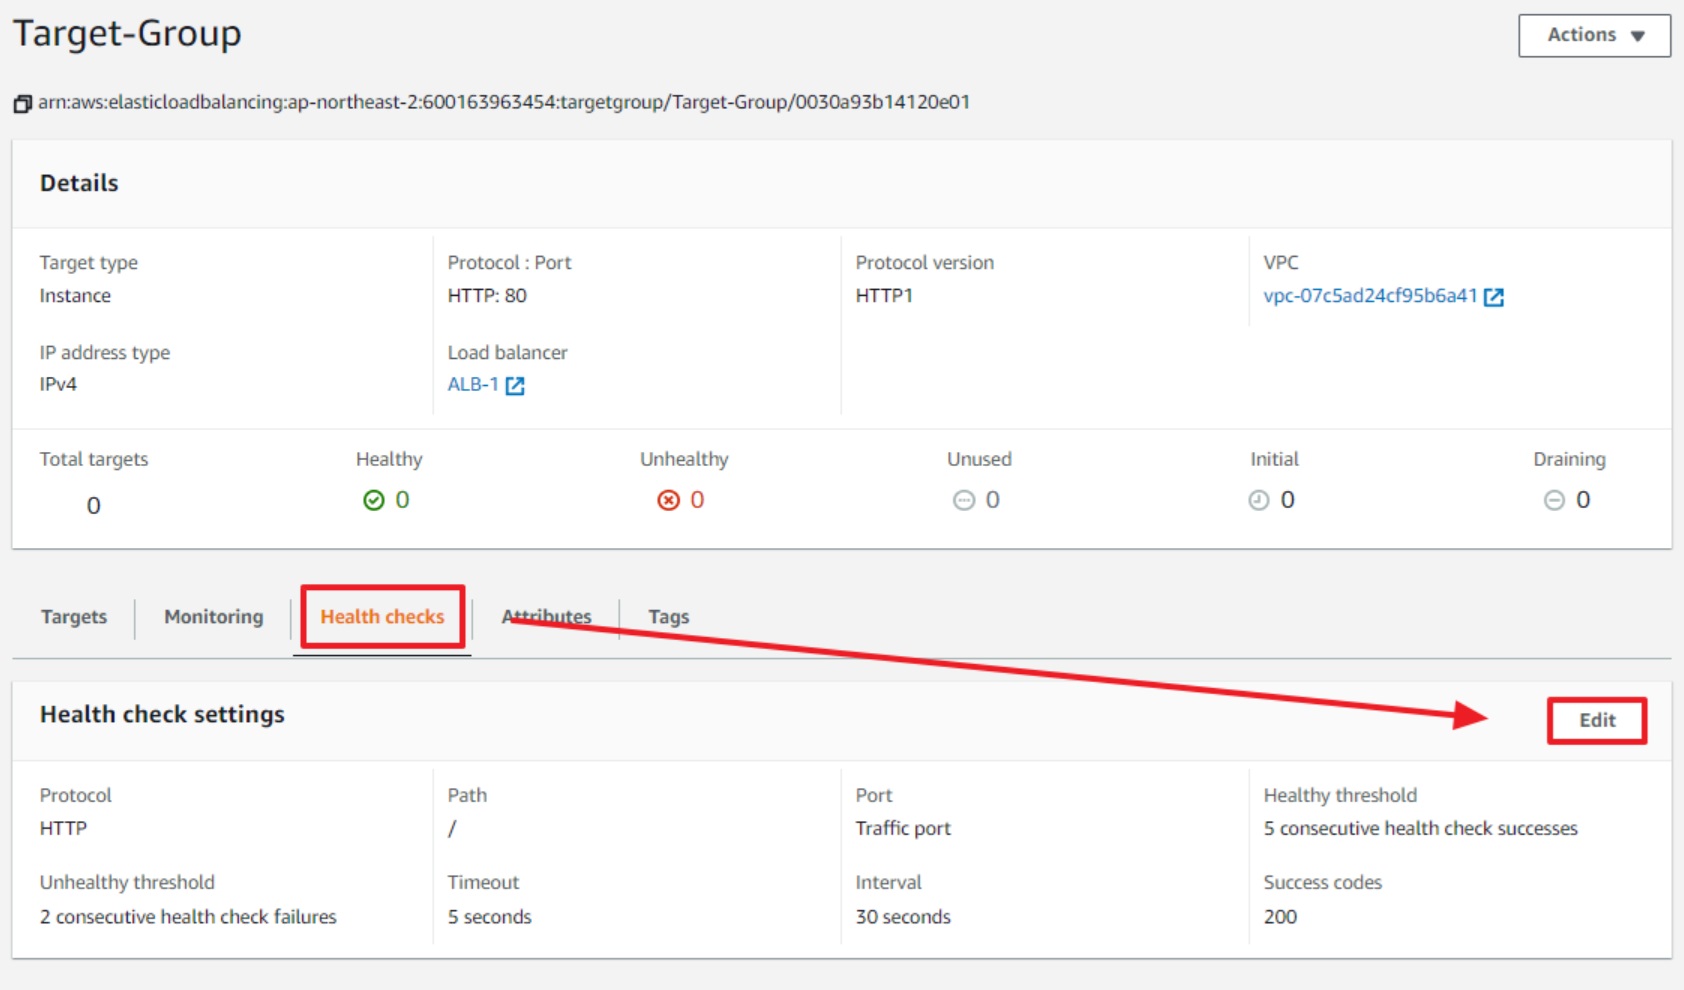 Target-Group
Actions
arn:aws:elasticloadbalancing:ap-northeast-2:600163963454:targetgroup/Target-Group/0030a93b14120e01
Details
Target type
Instance
Protocol : Port
HTTP: 80
Protocol version
HTTP1
VPC
vpc-07c5ad24cf95b6a41
IP address type
IPv4
Load balancer
ALB-1
Total targets
0
Healthy
0
Unhealthy
0
Unused
0
Initial
0
Draining
0
Targets
Monitoring
Health checks
Attributes
Tags
Health check settings
Edit
Protocol
HTTP
Path
/
Port
Traffic port
Healthy threshold
5 consecutive health check successes
Unhealthy threshold
2 consecutive health check failures
Timeout
5 seconds
Interval
30 seconds
Success codes
200